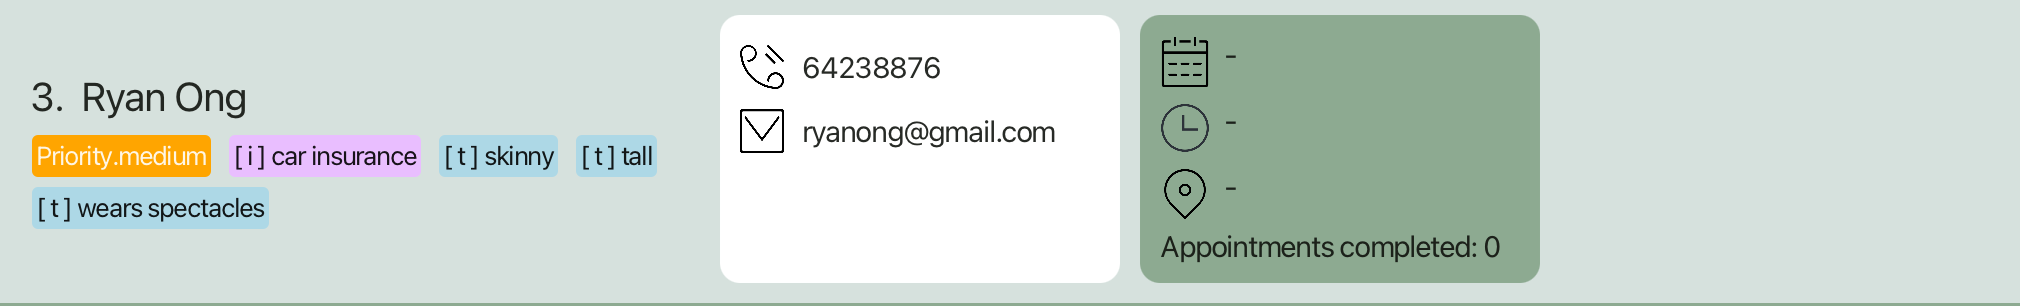 3. Ryan Ong
Priority.medium [ i ] car insurance [ t ] skinny [ t ] tall
[ t ] wears spectacles
64238876
ryanong@gmail.com
-
-
-
Appointments completed: 0